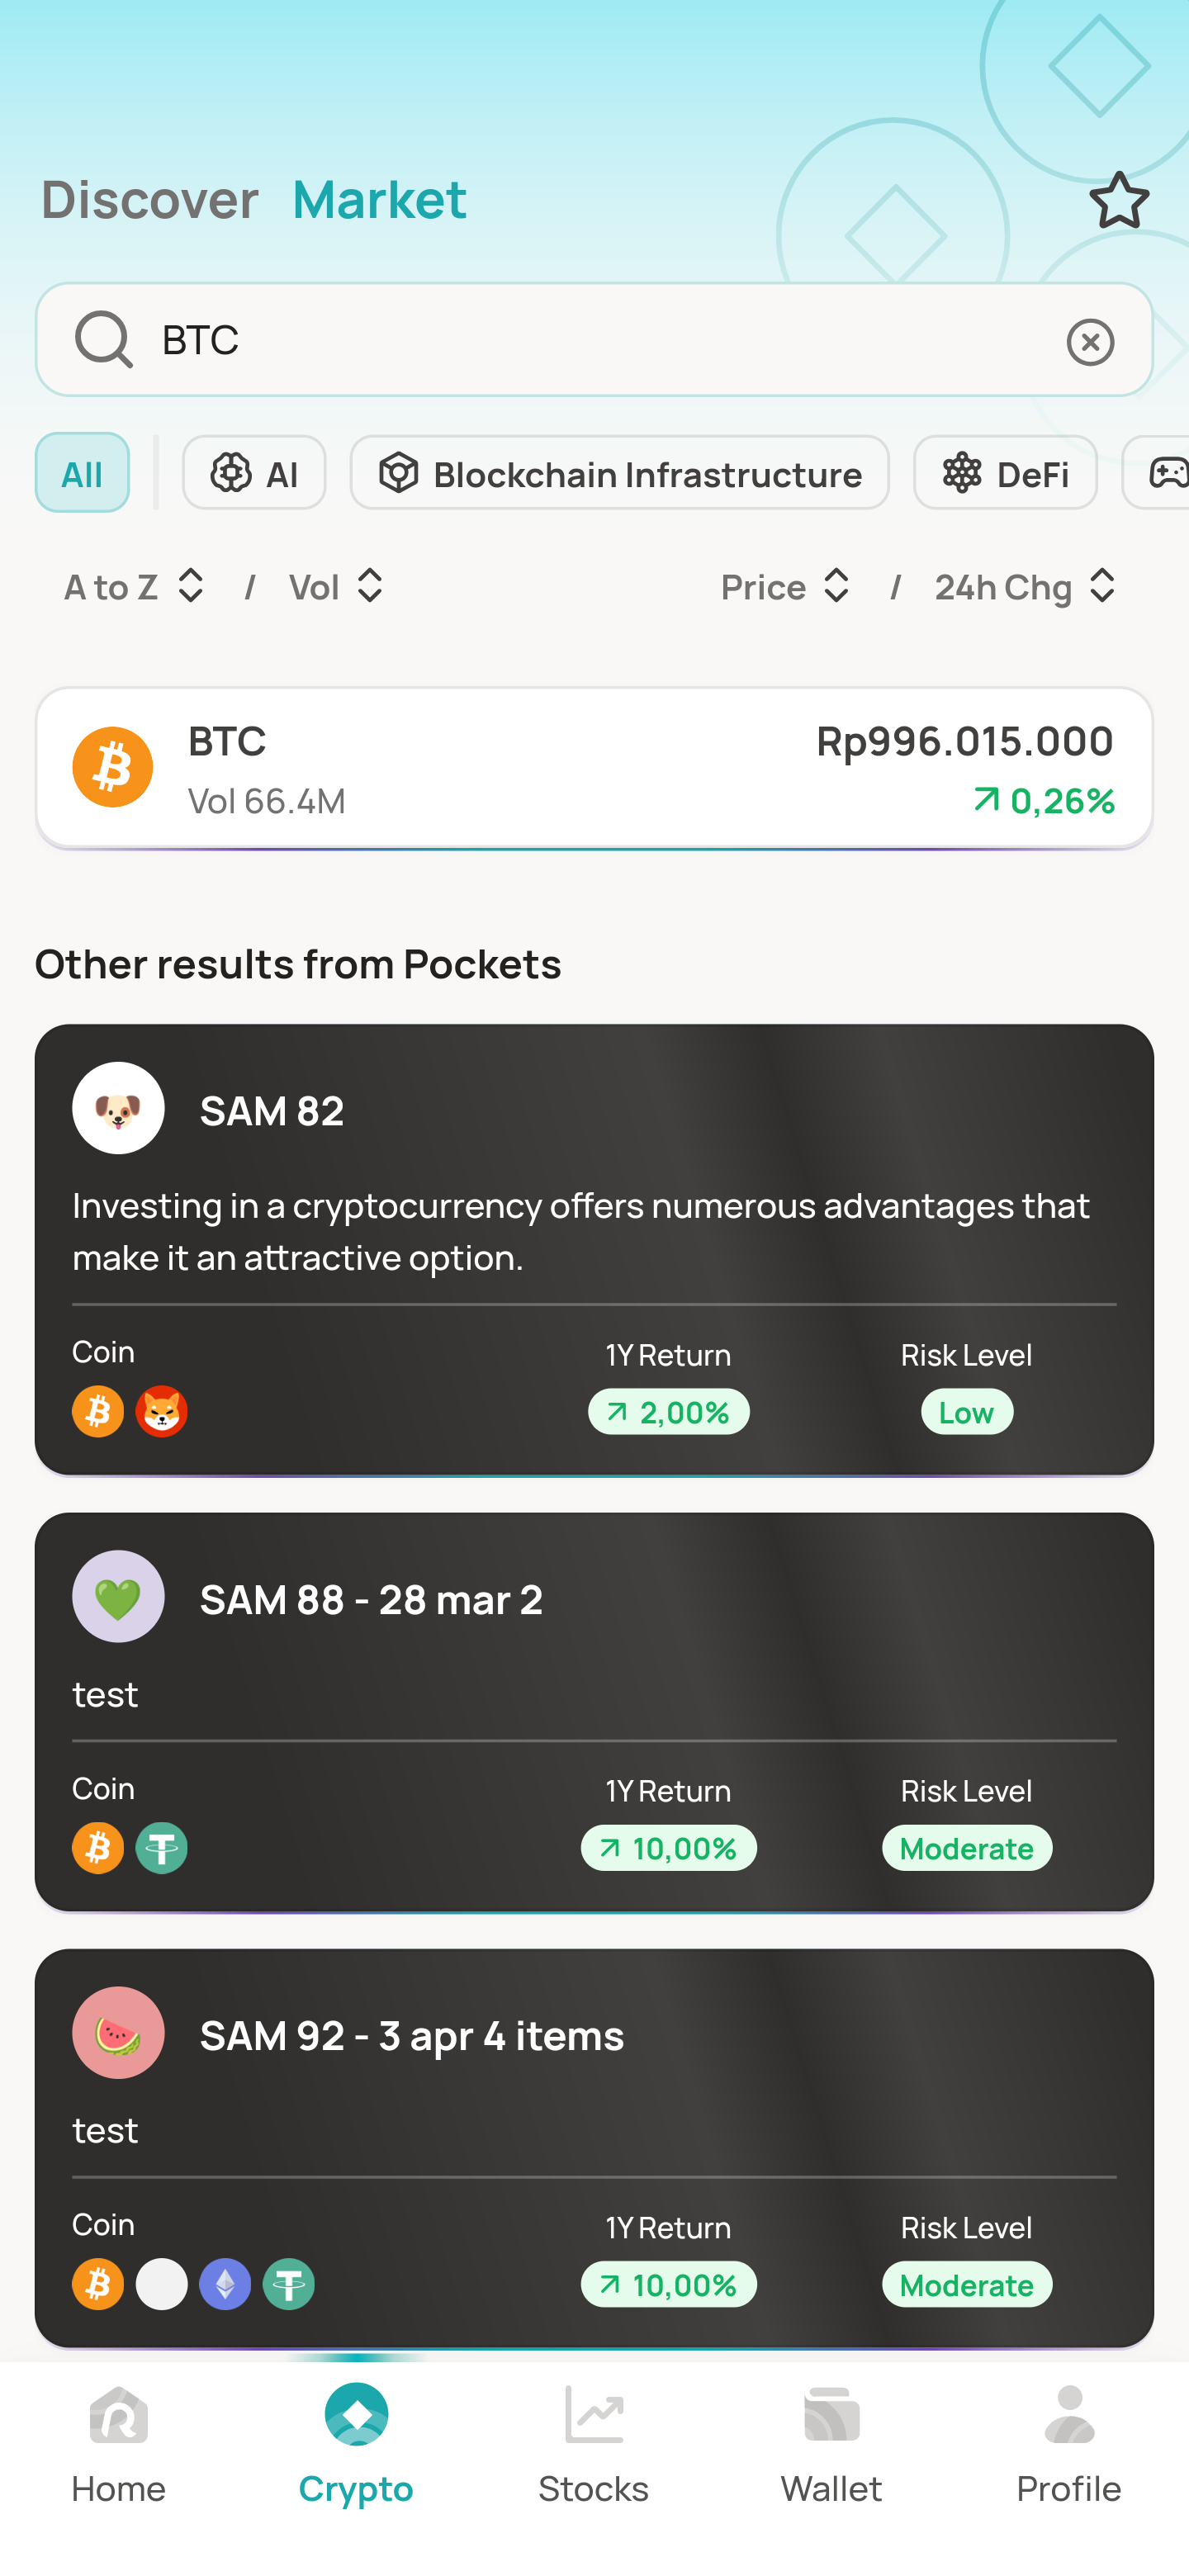 Discover Market
BTC
All AI Blockchain Infrastructure DeFi
A to Z / Vol Price / 24h Chg
BTC Rp996.015.000
Vol 66.4M 0,26%
Other results from Pockets
SAM 82
Investing in a cryptocurrency offers numerous advantages that
make it an attractive option.
Coin 1Y Return Risk Level
2,00% Low
SAM 88 - 28 mar 2
test
Coin 1Y Return Risk Level
10,00% Moderate
SAM 92 - 3 apr 4 items
test
Coin 1Y Return Risk Level
10,00% Moderate
Home Crypto Stocks Wallet Profile